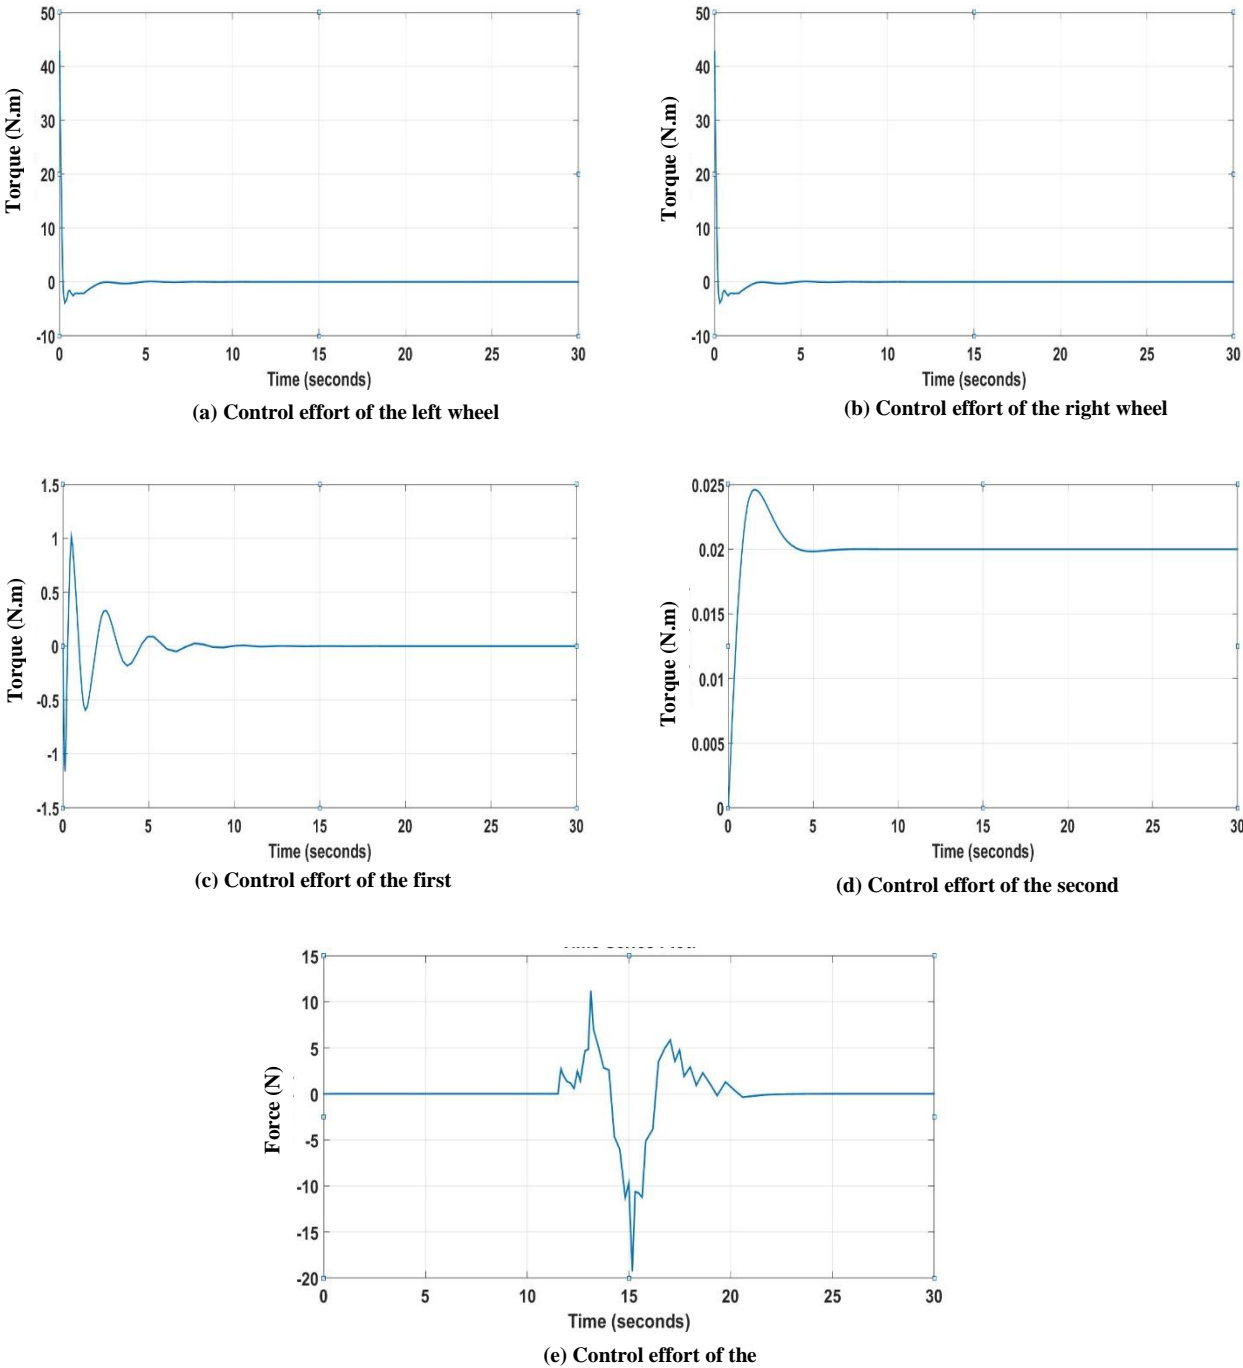 50
40
30
20
10
0
-10
Torque (N.m)
0 5 10 15 20 25 30
Time (seconds)
(a) Control effort of the left wheel
50
40
30
20
10
0
-10
Torque (N.m)
0 5 10 15 20 25 30
Time (seconds)
(b) Control effort of the right wheel
1.5
1
0.5
0
-0.5
-1
-1.5
Torque (N.m)
0 5 10 15 20 25 30
Time (seconds)
(c) Control effort of the first
0.025
0.02
0.015
0.01
0.005
0
Torque (N.m)
0 5 10 15 20 25 30
Time (seconds)
(d) Control effort of the second
15
10
5
0
-5
-10
-15
-20
Force (N)
0 5 10 15 20 25 30
Time (seconds)
(e) Control effort of the